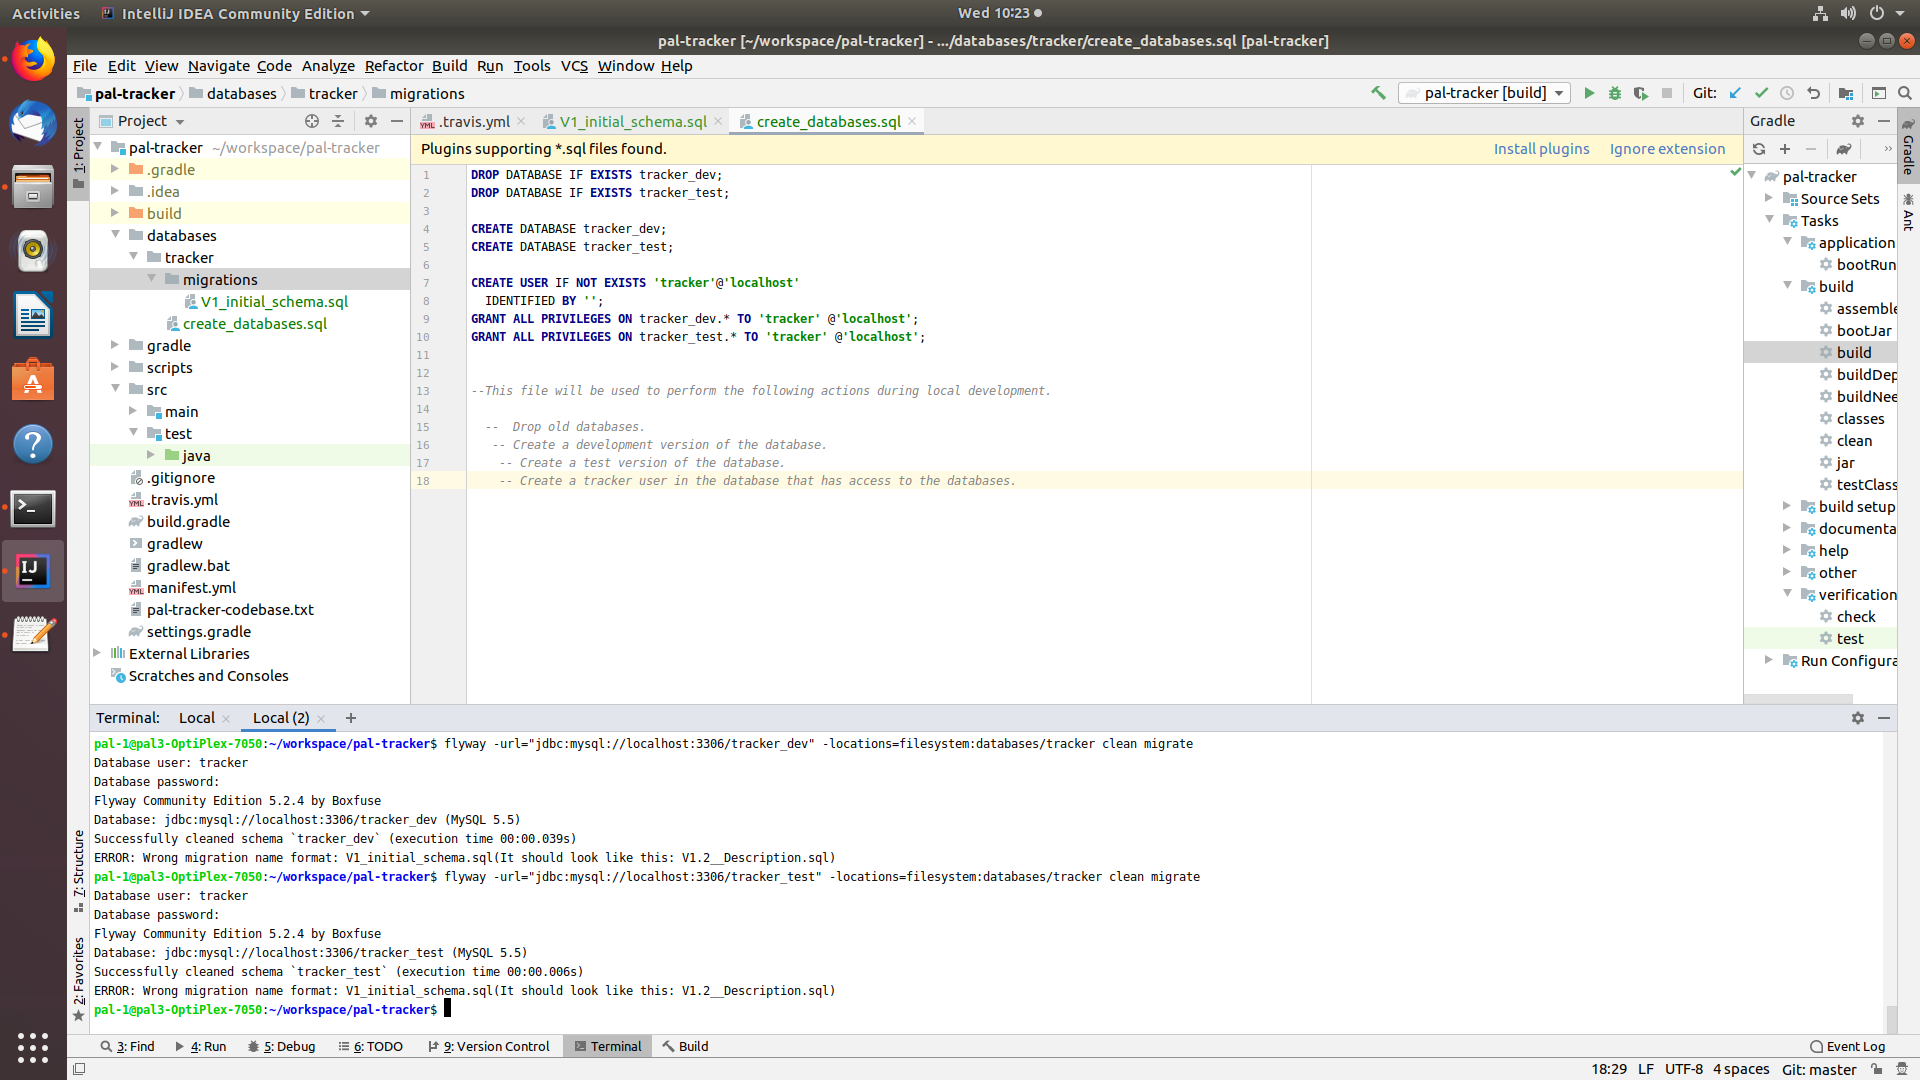 Activities
IntelliJ IDEA Community Edition
Wed 10:23
pal-tracker [~/workspace/pal-tracker] - .../databases/tracker/create_databases.sql [pal-tracker]
File Edit View Navigate Code Analyze Refactor Build Run Tools VCS Window Help
pal-tracker databases tracker migrations
pal-tracker [build]
Git:
1: Project
Project
pal-tracker ~/workspace/pal-tracker
.gradle
.idea
build
databases
tracker
migrations
V1_initial_schema.sql
create_databases.sql
gradle
scripts
src
main
test
java
.gitignore
.travis.yml
build.gradle
gradlew
gradlew.bat
manifest.yml
pal-tracker-codebase.txt
settings.gradle
External Libraries
Scratches and Consoles
.travis.yml V1_initial_schema.sql create_databases.sql
Plugins supporting *.sql files found. Install plugins Ignore extension
1 DROP DATABASE IF EXISTS tracker_dev;
2 DROP DATABASE IF EXISTS tracker_test;
3
4 CREATE DATABASE tracker_dev;
5 CREATE DATABASE tracker_test;
6
7 CREATE USER IF NOT EXISTS 'tracker'@'localhost'
8 IDENTIFIED BY '';
9 GRANT ALL PRIVILEGES ON tracker_dev.* TO 'tracker' @'localhost';
10 GRANT ALL PRIVILEGES ON tracker_test.* TO 'tracker' @'localhost';
11
12
13 --This file will be used to perform the following actions during local development.
14
15 -- Drop old databases.
16 -- Create a development version of the database.
17 -- Create a test version of the database.
18 -- Create a tracker user in the database that has access to the databases.
Gradle
pal-tracker
Source Sets
Tasks
application
bootRun
build
assemble
bootJar
build
buildDep
buildNee
classes
clean
jar
testClass
build setup
documenta
help
other
verification
check
test
Run Configura
Gradle
Ant
Terminal: Local Local (2)
pal-1@pal3-OptiPlex-7050:~/workspace/pal-tracker$ flyway -url="jdbc:mysql://localhost:3306/tracker_dev" -locations=filesystem:databases/tracker clean migrate
Database user: tracker
Database password:
Flyway Community Edition 5.2.4 by Boxfuse
Database: jdbc:mysql://localhost:3306/tracker_dev (MySQL 5.5)
Successfully cleaned schema `tracker_dev` (execution time 00:00.039s)
ERROR: Wrong migration name format: V1_initial_schema.sql(It should look like this: V1.2__Description.sql)
pal-1@pal3-OptiPlex-7050:~/workspace/pal-tracker$ flyway -url="jdbc:mysql://localhost:3306/tracker_test" -locations=filesystem:databases/tracker clean migrate
Database user: tracker
Database password:
Flyway Community Edition 5.2.4 by Boxfuse
Database: jdbc:mysql://localhost:3306/tracker_test (MySQL 5.5)
Successfully cleaned schema `tracker_test` (execution time 00:00.006s)
ERROR: Wrong migration name format: V1_initial_schema.sql(It should look like this: V1.2__Description.sql)
pal-1@pal3-OptiPlex-7050:~/workspace/pal-tracker$
7: Structure
2: Favorites
3: Find 4: Run 5: Debug 6: TODO 9: Version Control Terminal Build Event Log
18:29 LF UTF-8 4 spaces Git: master